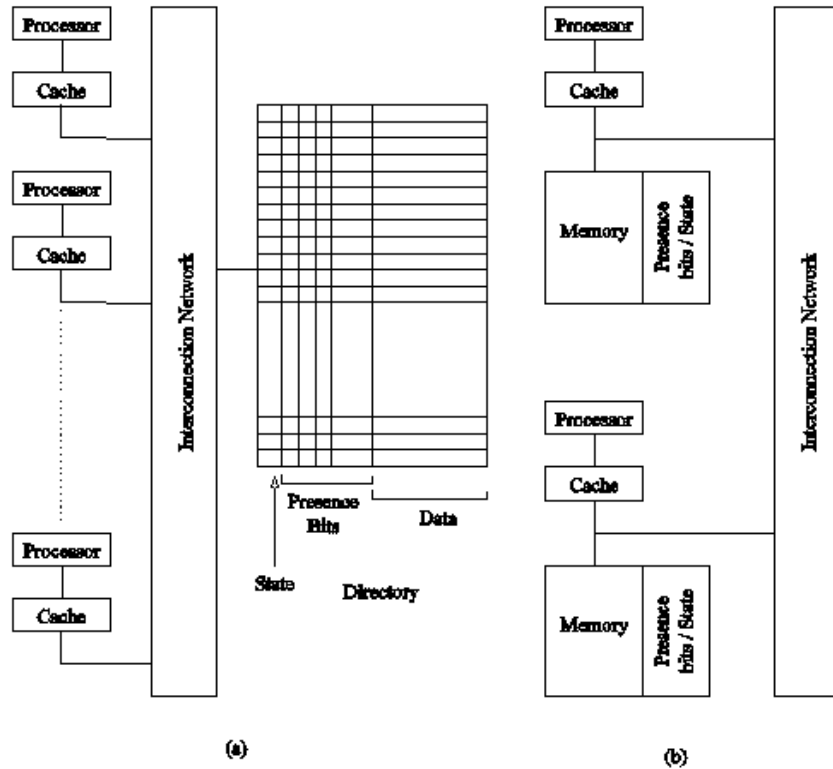 Processor
Cache
Processor
Cache
Processor
Cache
Interconnection Network
State
Presence
Bits
Data
Directory
(a)
Processor
Cache
Memory
Presence
bits / State
Processor
Cache
Memory
Presence
bits / State
Interconnection Network
(b)